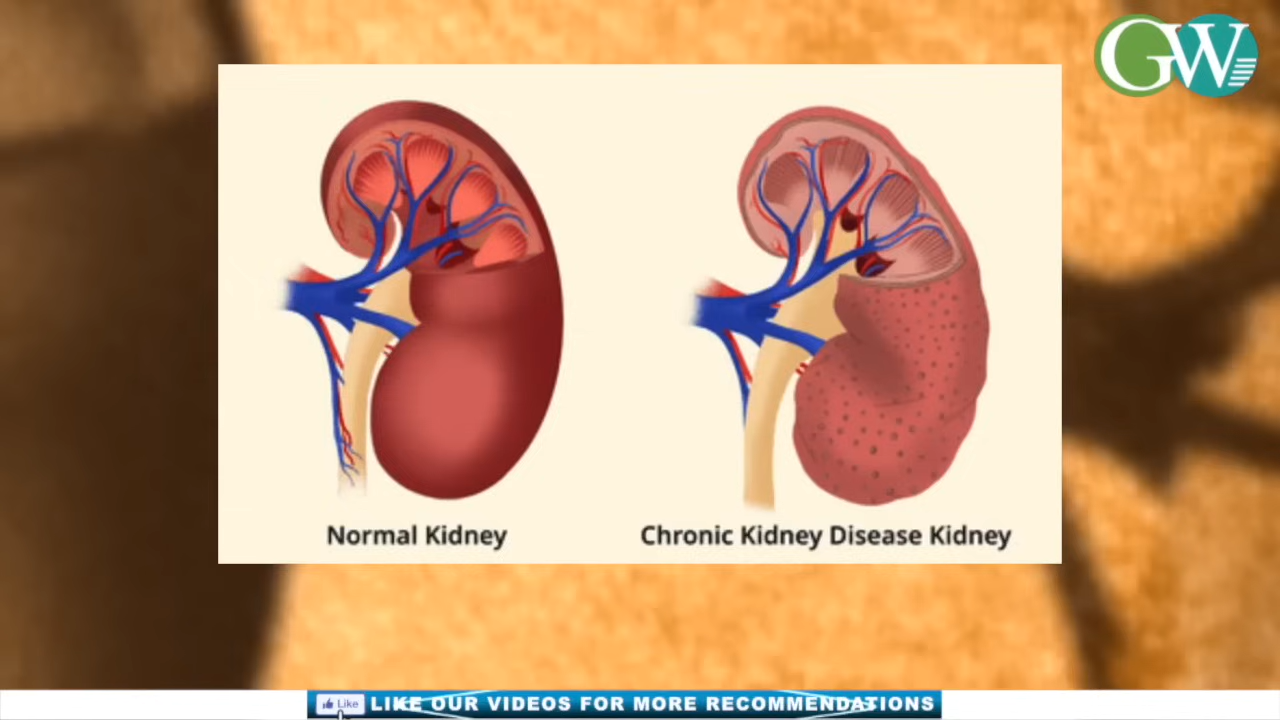 GW
Normal Kidney
Chronic Kidney Disease Kidney
Like
LIKE OUR VIDEOS FOR MORE RECOMMENDATIONS